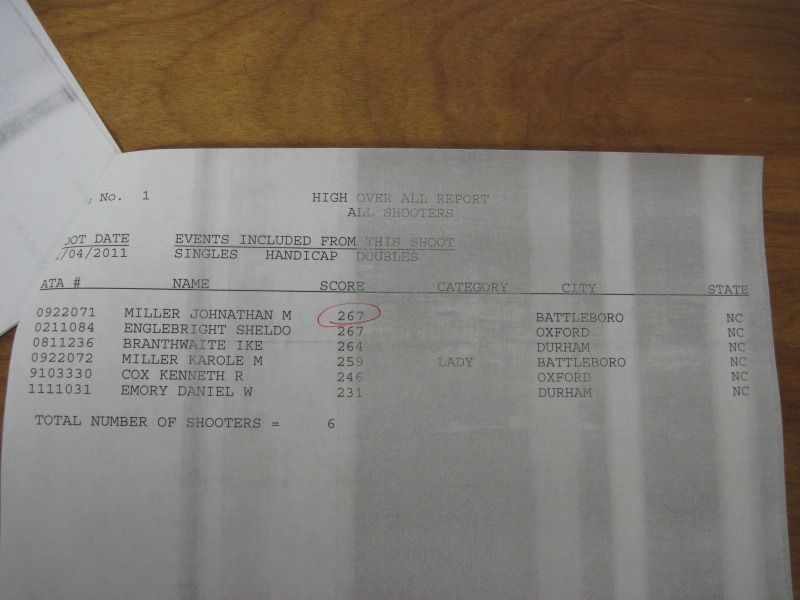 No. 1 HIGH OVER ALL REPORT
ALL SHOOTERS
OOT DATE EVENTS INCLUDED FROM THIS SHOOT
/04/2011 SINGLES HANDICAP DOUBLES
ATA # NAME SCORE CATEGORY CITY STATE
0922071 MILLER JOHNATHAN M 267 BATTLEBORO NC
0211084 ENGLEBRIGHT SHELDO 267 OXFORD NC
0811236 BRANTHWAITE IKE 264 DURHAM NC
0922072 MILLER KAROLE M 259 LADY BATTLEBORO NC
9103330 COX KENNETH R 246 OXFORD NC
1111031 EMORY DANIEL W 231 DURHAM NC
TOTAL NUMBER OF SHOOTERS = 6